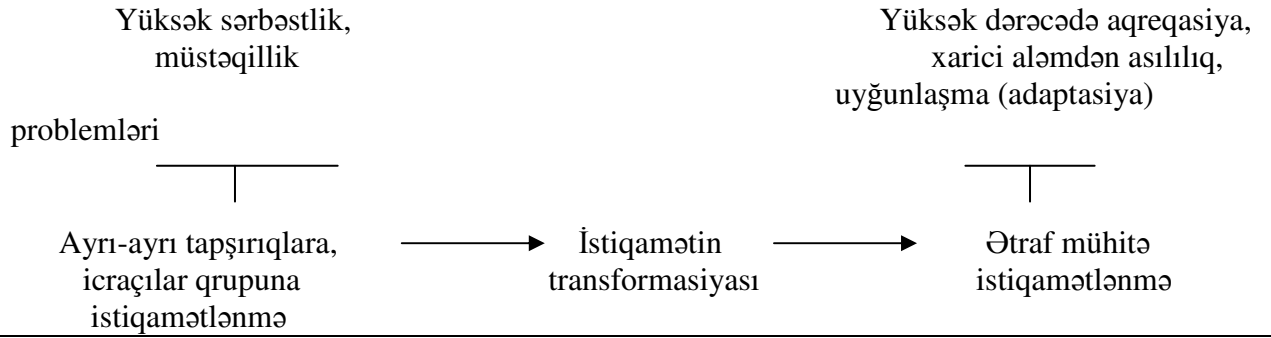 Yüksək sərbəstlik,
müstəqillik
Yüksək dərəcədə aqreqasiya,
xarici aləmdən asılılıq,
uyğunlaşma (adaptasiya)
problemləri
Ayrı-ayrı tapşırıqlara,
icraçılar qrupuna
istiqamətlənmə
İstiqamətin
transformasiyası
Ətraf mühitə
istiqamətlənmə